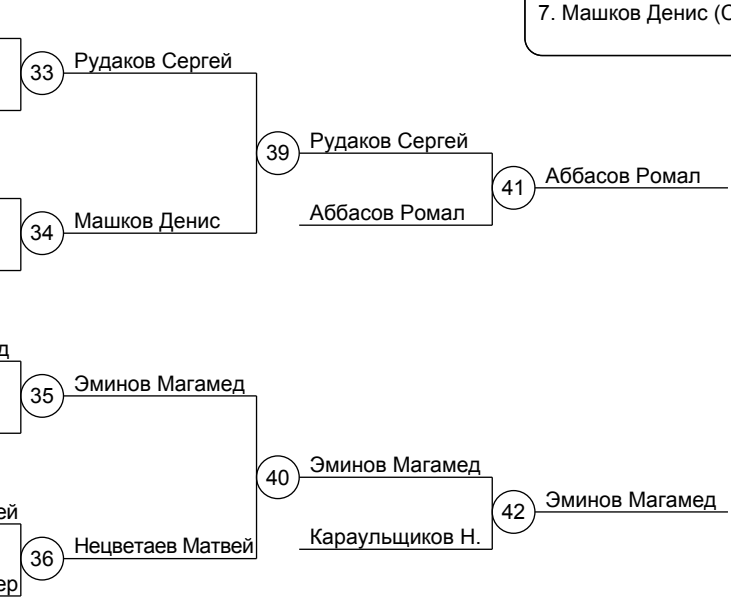 7. Машков Денис
33 Рудаков Сергей
39 Рудаков Сергей
41 Аббасов Ромал
Аббасов Ромал
34 Машков Денис
35 Эминов Магамед
40 Эминов Магамед
42 Эминов Магамед
Караульщиков Н.
36 Нецветаев Матвей